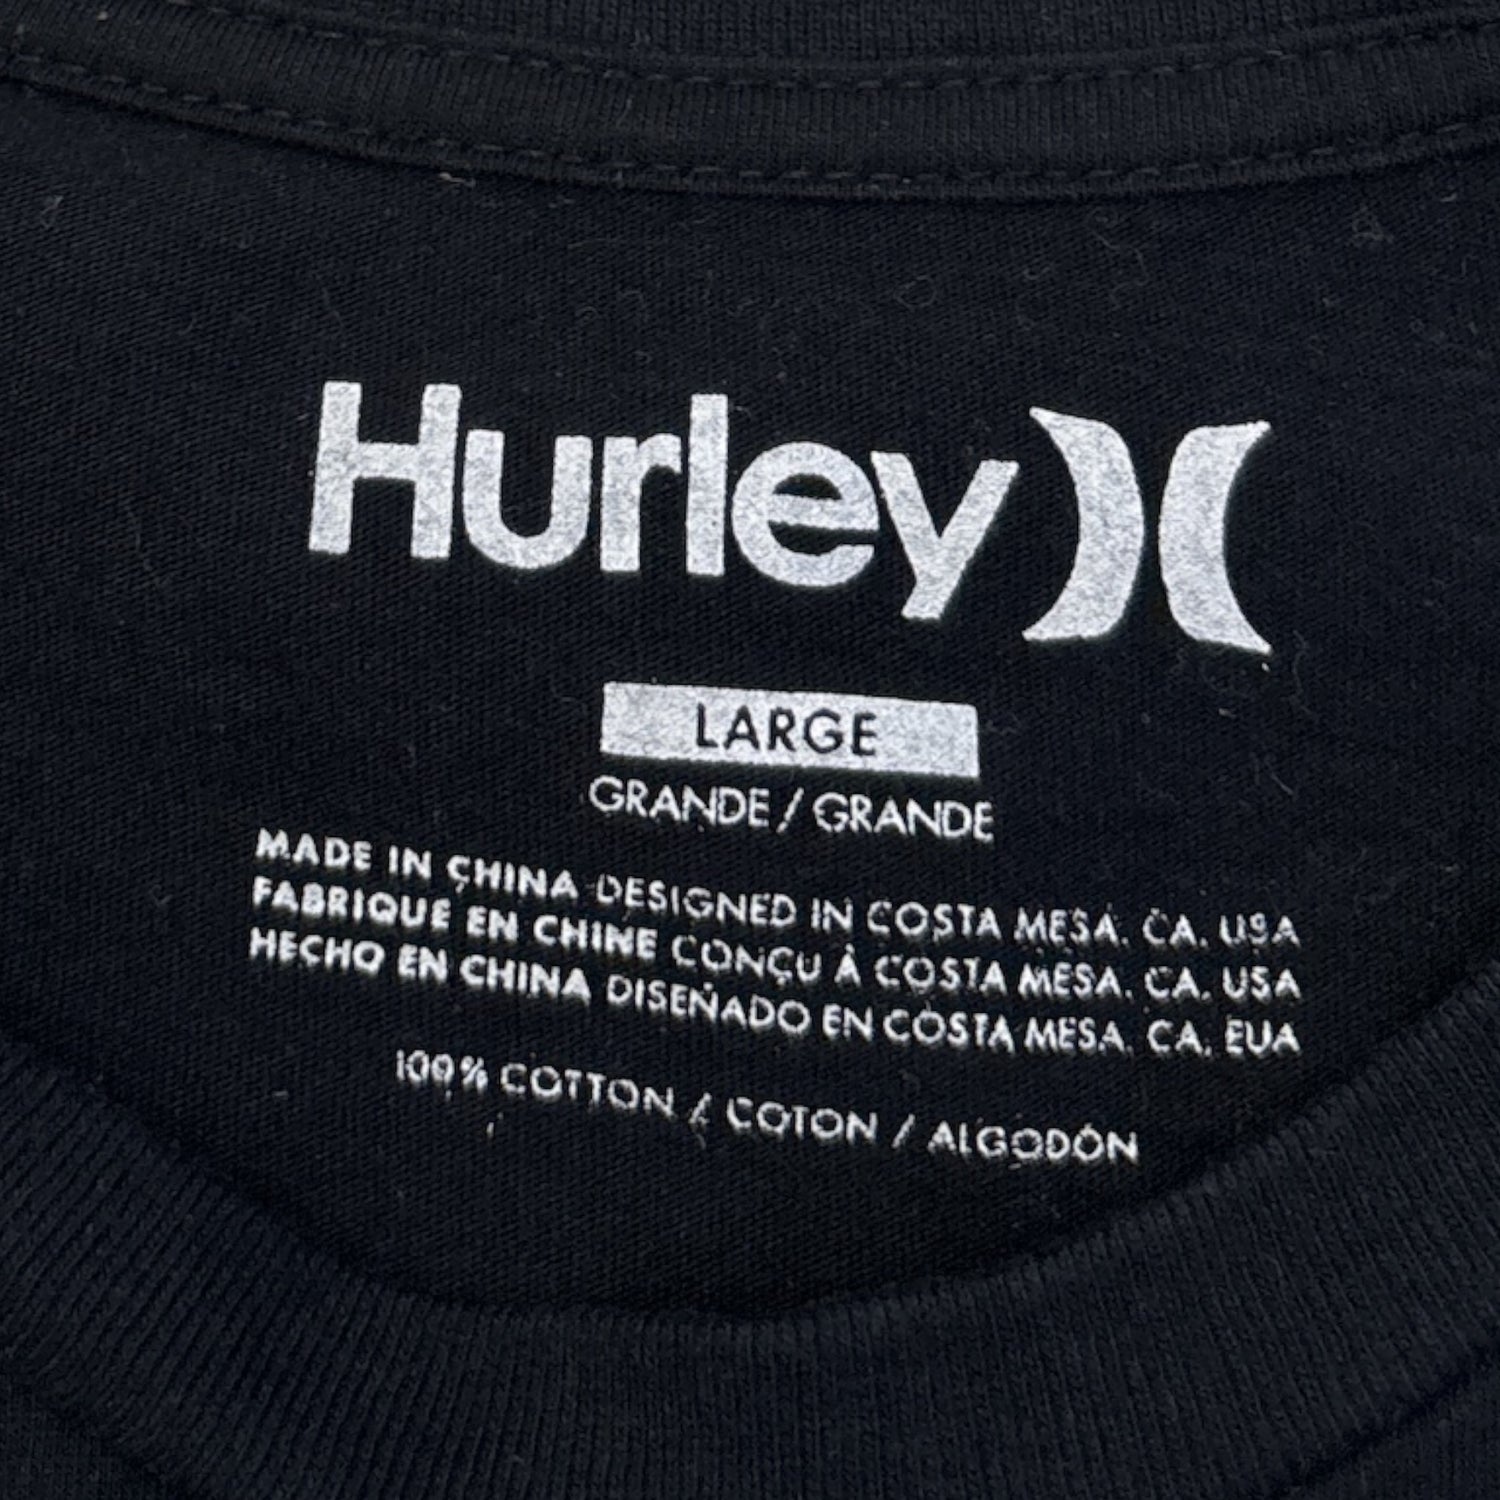 Hurley
LARGE
GRANDE / GRANDE
MADE IN CHINA DESIGNED IN COSTA MESA. CA. USA
FABRIQUÉ EN CHINE CONÇU À COSTA MESA. CA. USA
HECHO EN CHINA DISEÑADO EN COSTA MESA. CA. EUA
100% COTTON / COTON / ALGODÓN